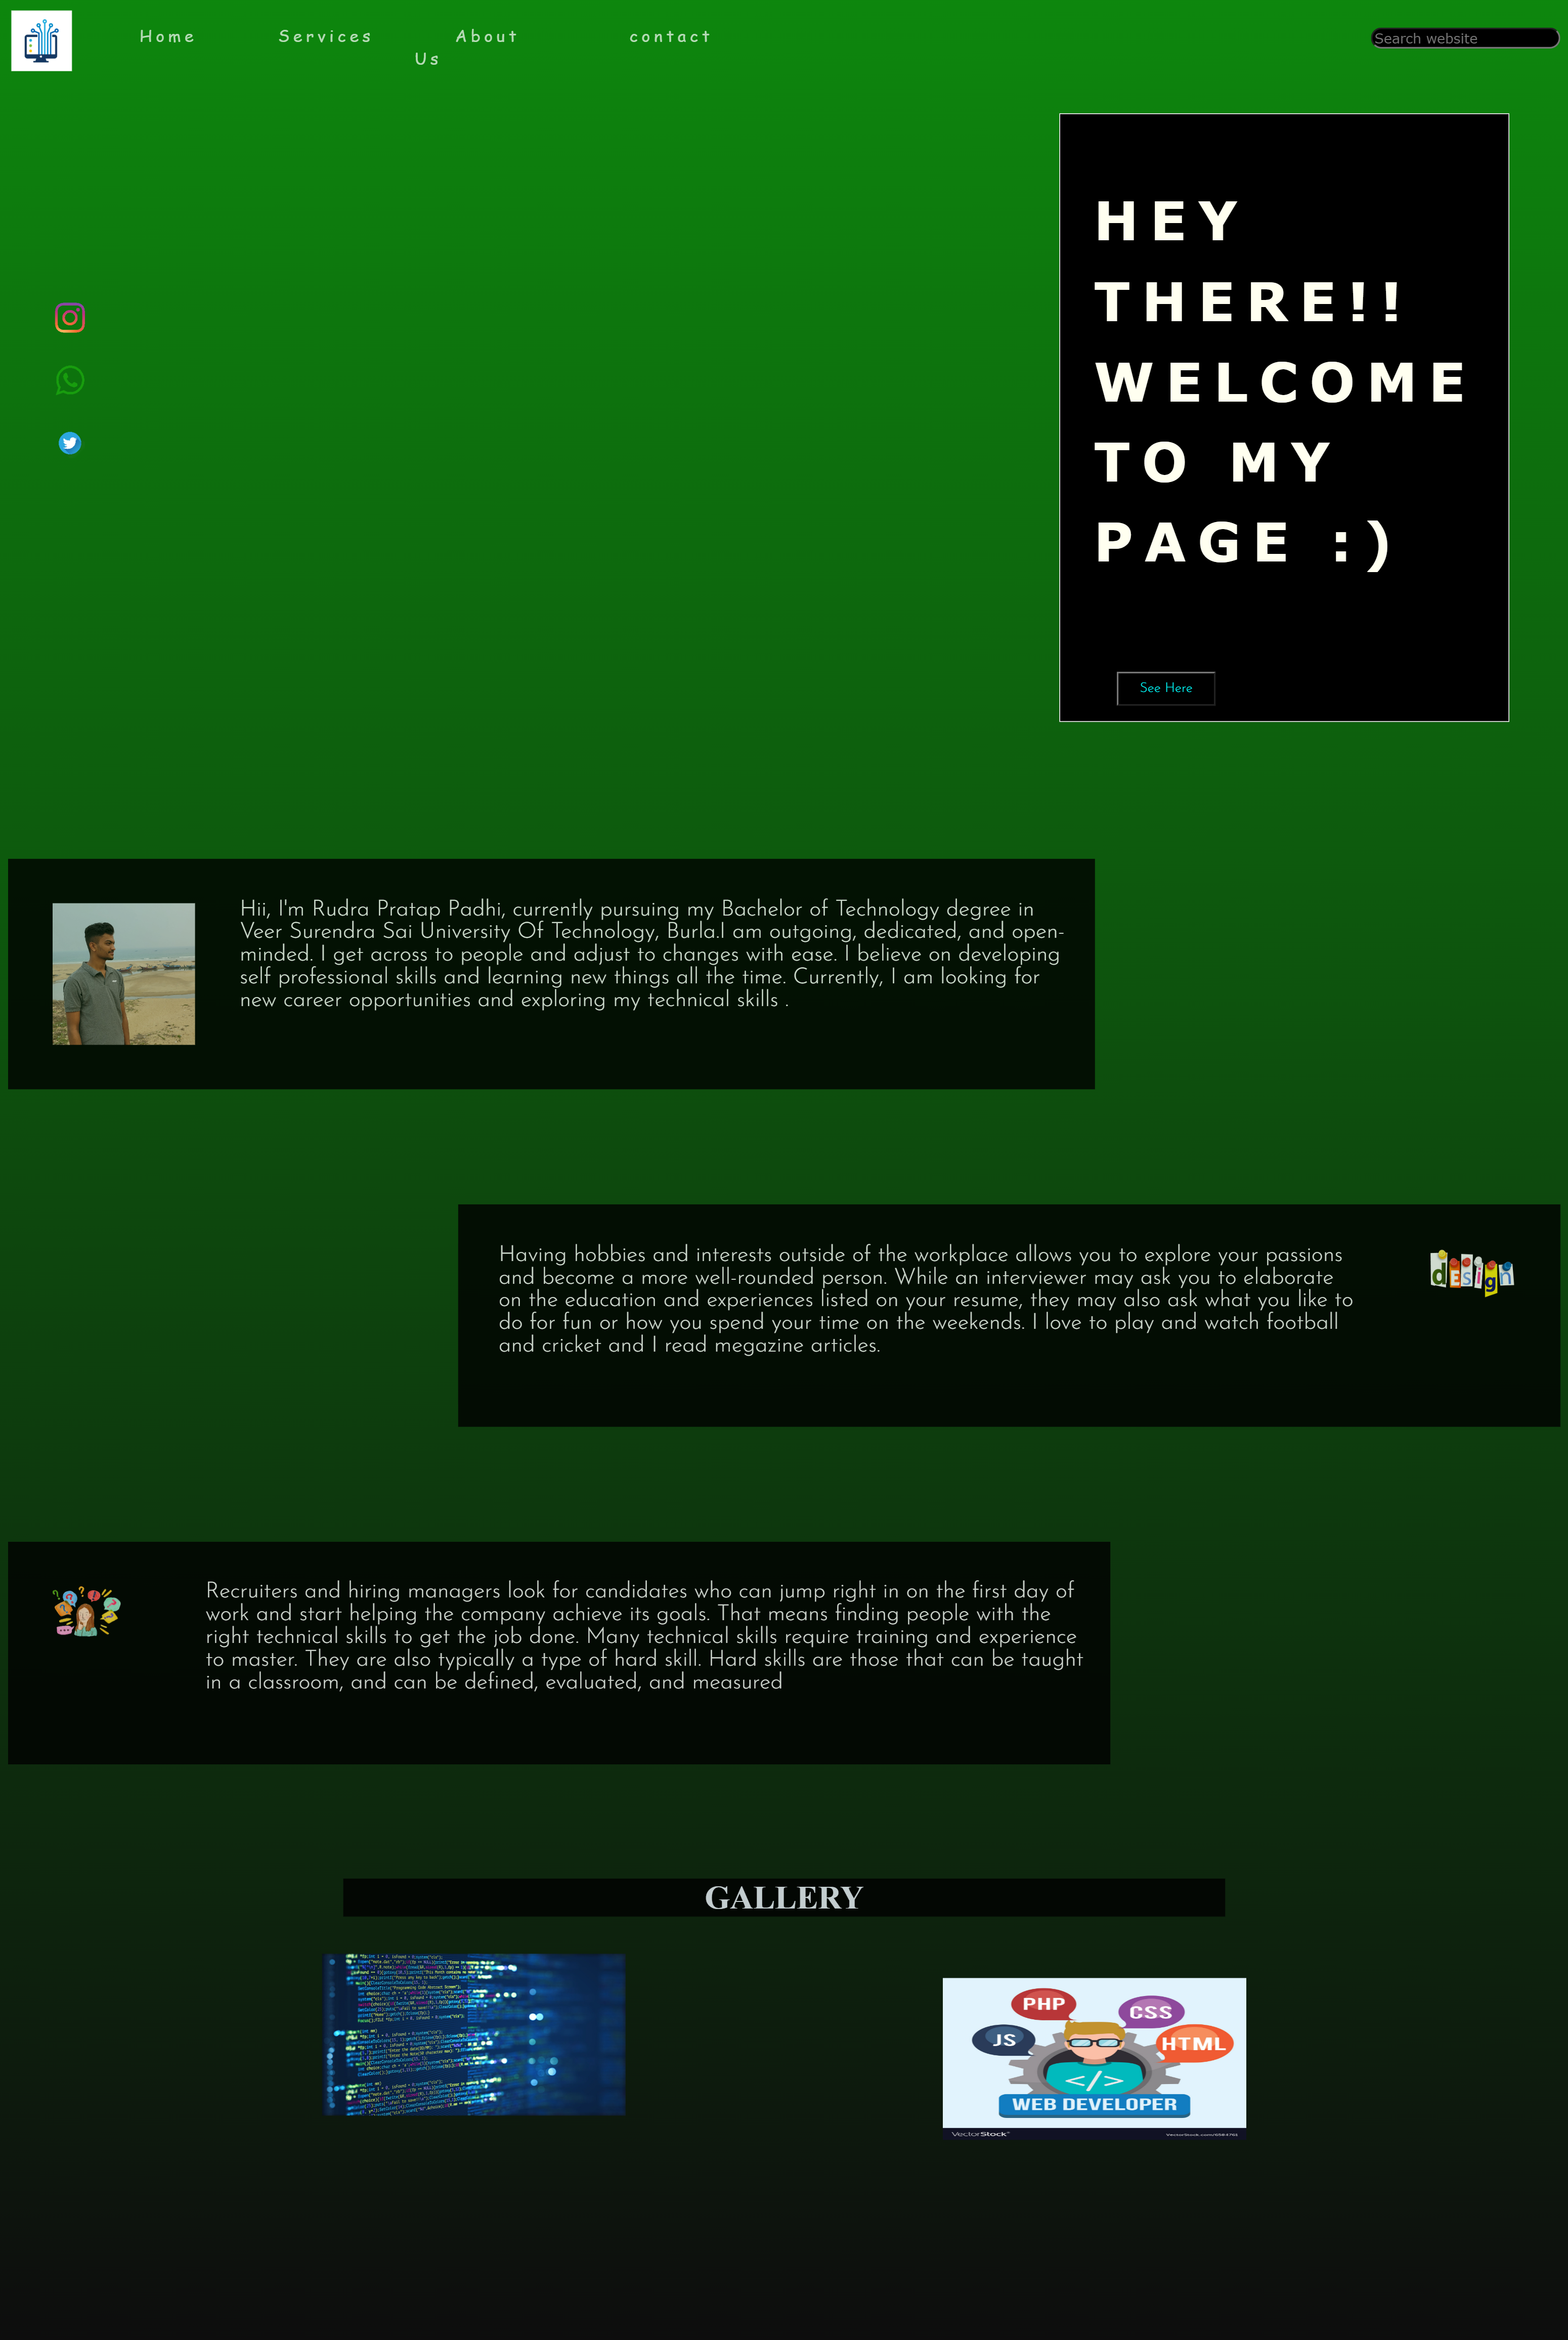 Home Services About Us contact
Search website
HEY
THERE!!
WELCOME
TO MY
PAGE :)
See Here
Hii, I'm Rudra Pratap Padhi, currently pursuing my Bachelor of Technology degree in
Veer Surendra Sai University Of Technology, Burla.I am outgoing, dedicated, and open-
minded. I get across to people and adjust to changes with ease. I believe on developing
self professional skills and learning new things all the time. Currently, I am looking for
new career opportunities and exploring my technical skills .
Having hobbies and interests outside of the workplace allows you to explore your passions
and become a more well-rounded person. While an interviewer may ask you to elaborate
on the education and experiences listed on your resume, they may also ask what you like to
do for fun or how you spend your time on the weekends. I love to play and watch football
and cricket and I read megazine articles.
dEsign
Recruiters and hiring managers look for candidates who can jump right in on the first day of
work and start helping the company achieve its goals. That means finding people with the
right technical skills to get the job done. Many technical skills require training and experience
to master. They are also typically a type of hard skill. Hard skills are those that can be taught
in a classroom, and can be defined, evaluated, and measured
GALLERY
PHP
CSS
JS
HTML
</>
WEB DEVELOPER
VectorStock